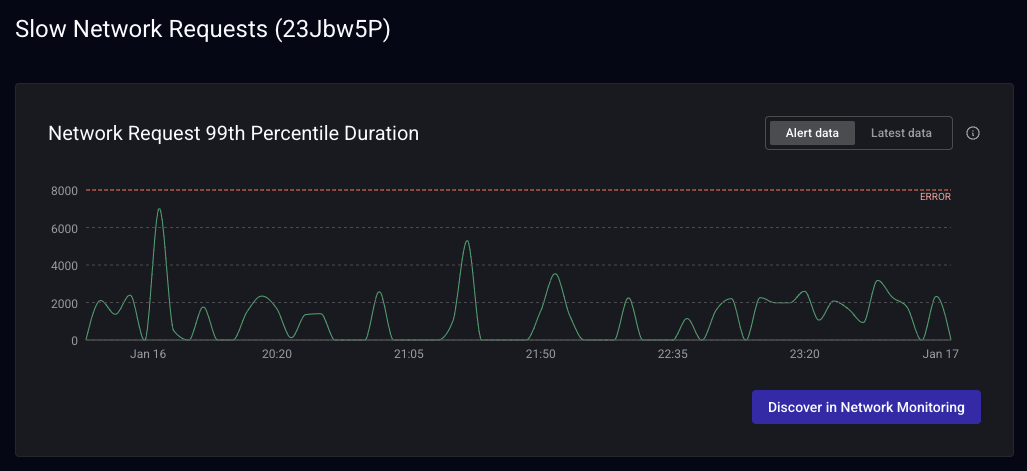 Slow Network Requests (23Jbw5P)
Network Request 99th Percentile Duration
Alert data
Latest data
8000
ERROR
6000
4000
2000
0
Jan 16
20:20
21:05
21:50
22:35
23:20
Jan 17
Discover in Network Monitoring